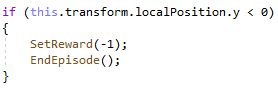 if (this.transform.localPosition.y < 0)
{
    SetReward(-1);
    EndEpisode();
}